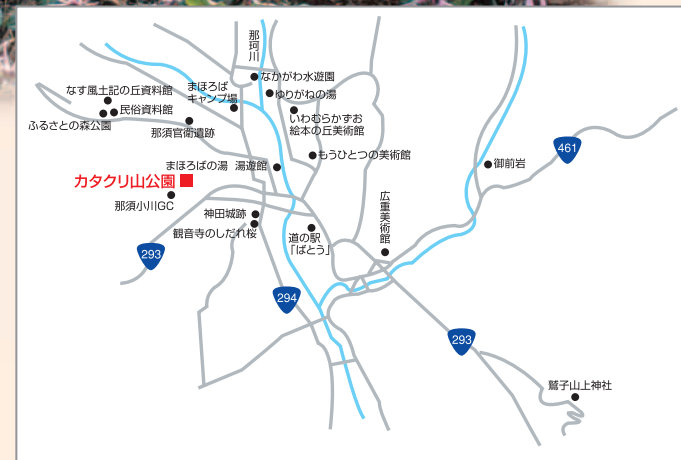 那珂川
なかがわ水遊園
まほろば
キャンプ場
ゆりがねの湯
なす風土記の丘資料館
民俗資料館
ふるさとの森公園
那須官衙遺跡
いわむらかずお
絵本の丘美術館
もうひとつの美術館
まほろばの湯 湯遊館
御前岩
461
カタクリ山公園
那須小川GC
神田城跡
観音寺のしだれ桜
道の駅
「ばとう」
広重美術館
293
294
293
鷲子山上神社